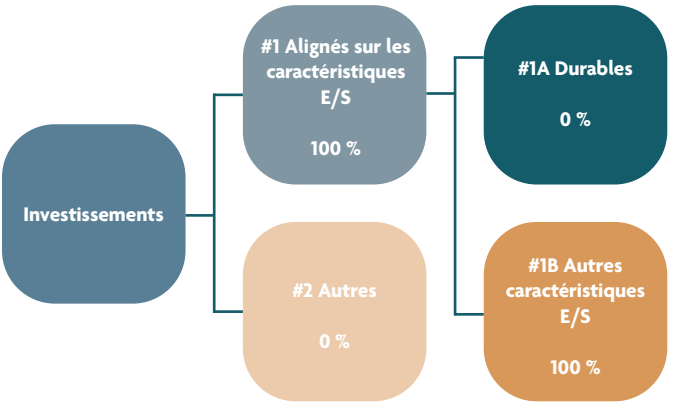 Investissements
#1 Alignés sur les
caractéristiques
E/S
100 %
#2 Autres
0 %
#1A Durables
0 %
#1B Autres
caractéristiques
E/S
100 %